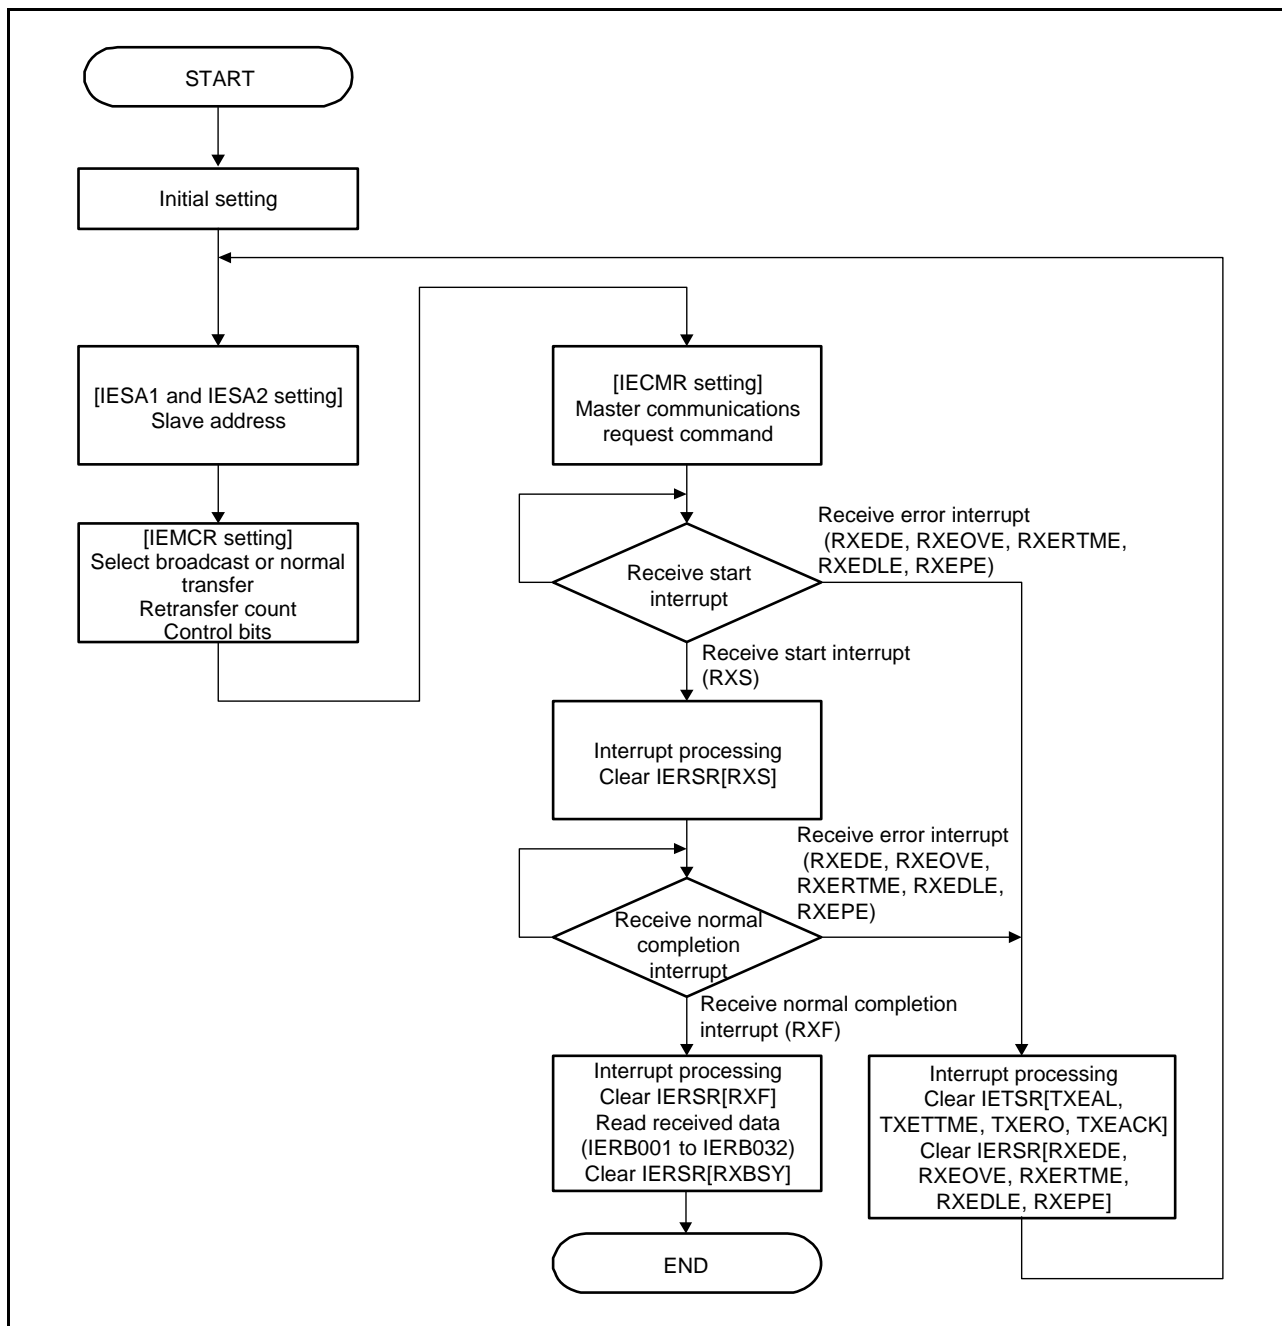 START
Initial setting
[IESA1 and IESA2 setting]
Slave address
[IEMCR setting]
Select broadcast or normal
transfer
Retransfer count
Control bits
[IECMR setting]
Master communications
request command
Receive start
interrupt
Receive error interrupt
(RXEDE, RXEOVE, RXERTME,
RXEDLE, RXEPE)
Receive start interrupt
(RXS)
Interrupt processing
Clear IERSR[RXS]
Receive normal
completion
interrupt
Receive error interrupt
(RXEDE, RXEOVE,
RXERTME, RXEDLE,
RXEPE)
Receive normal completion
interrupt (RXF)
Interrupt processing
Clear IERSR[RXF]
Read received data
(IERB001 to IERB032)
Clear IERSR[RXBSY]
Interrupt processing
Clear IETSR[TXEAL,
TXETTME, TXERO, TXEACK]
Clear IERSR[RXEDE,
RXEOVE, RXERTME,
RXEDLE, RXEPE]
END